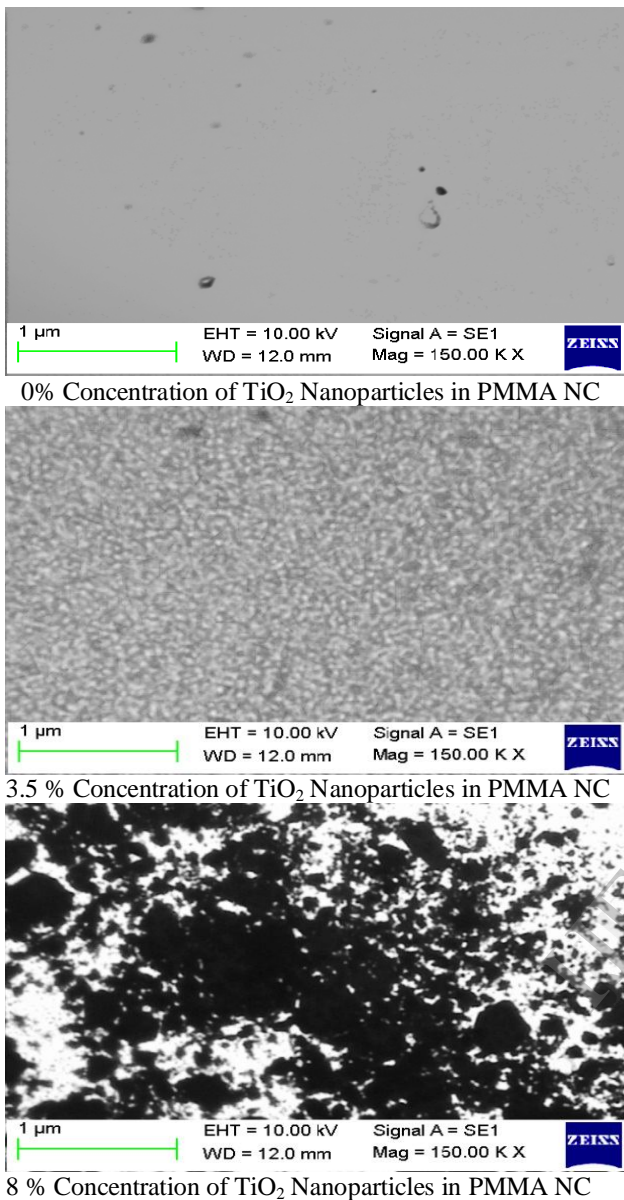 1 µm EHT = 10.00 kV Signal A = SE1 ZEISS
WD = 12.0 mm Mag = 150.00 K X
0% Concentration of TiO₂ Nanoparticles in PMMA NC
1 µm EHT = 10.00 kV Signal A = SE1 ZEISS
WD = 12.0 mm Mag = 150.00 K X
3.5 % Concentration of TiO₂ Nanoparticles in PMMA NC
1 µm EHT = 10.00 kV Signal A = SE1 ZEISS
WD = 12.0 mm Mag = 150.00 K X
8 % Concentration of TiO₂ Nanoparticles in PMMA NC